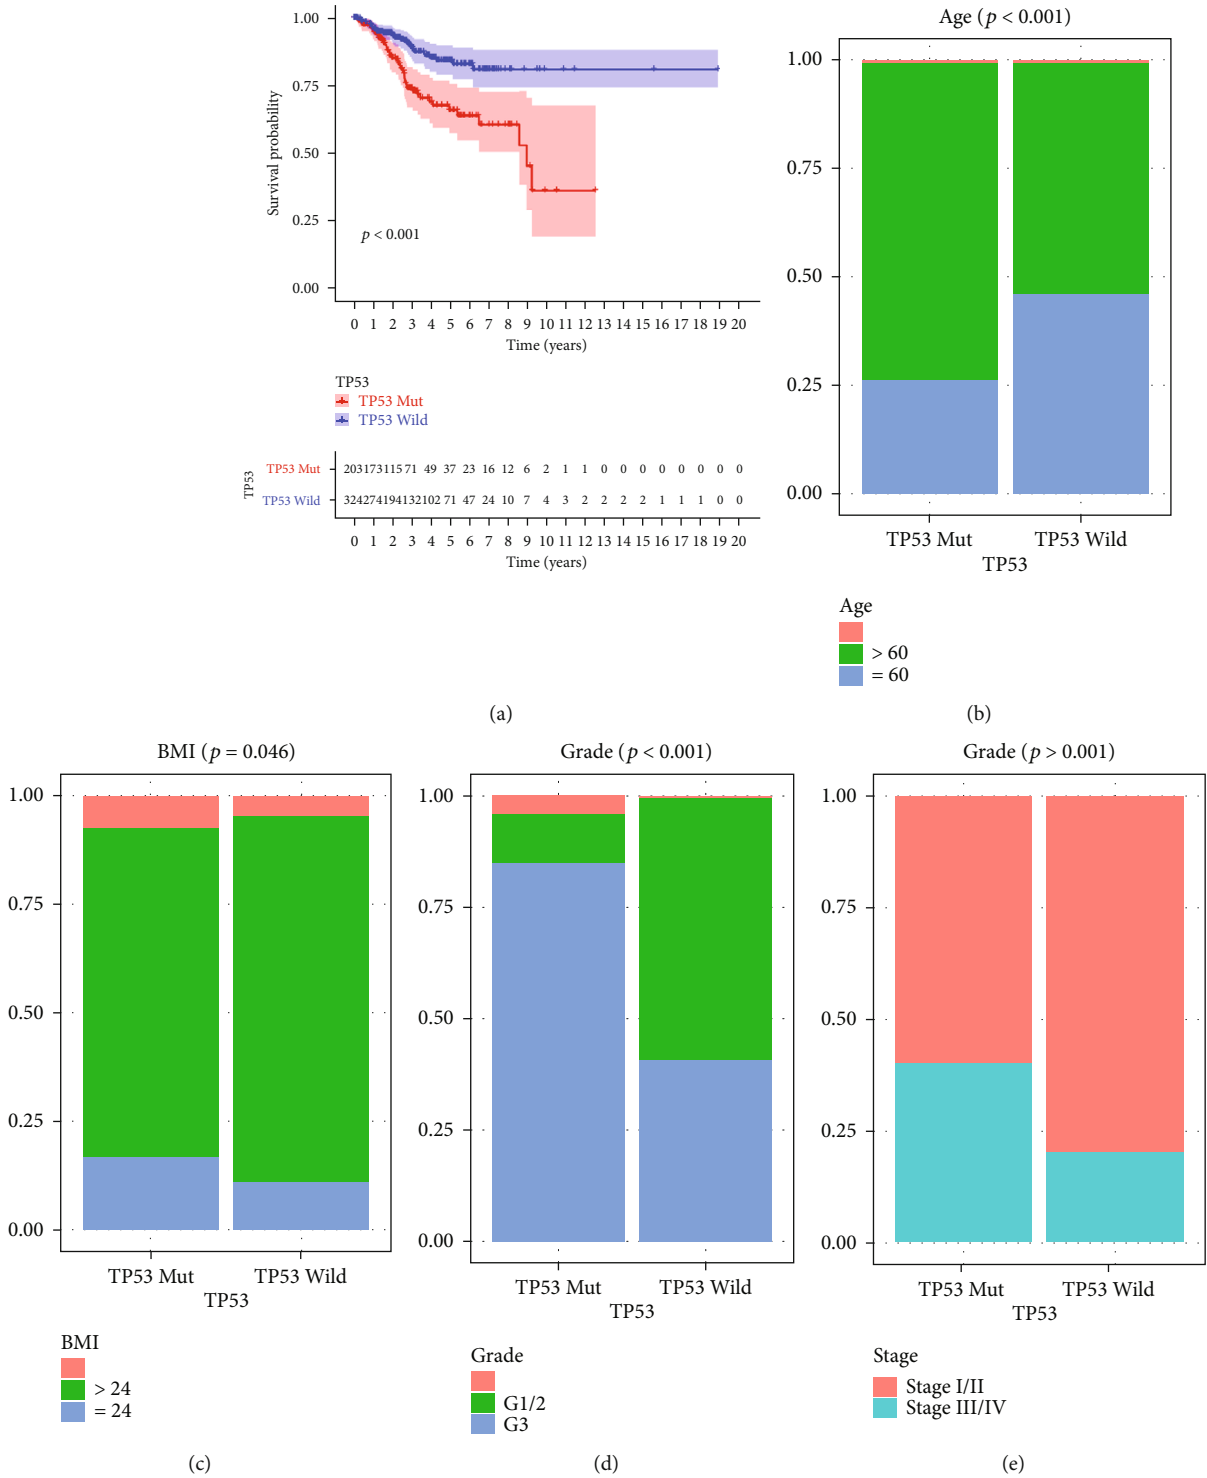 1.00
0.75
0.50
0.25
0.00
Survival probability
p < 0.001
0 1 2 3 4 5 6 7 8 9 10 11 12 13 14 15 16 17 18 19 20
Time (years)
TP53
TP53 Mut
TP53 Wild
TP53
TP53 Mut 203 173 115 71 49 37 23 16 12 6 2 1 1 0 0 0 0 0 0 0 0
TP53 Wild 324 274 194 132 102 71 47 24 10 7 4 3 2 2 2 2 1 1 1 0 0
0 1 2 3 4 5 6 7 8 9 10 11 12 13 14 15 16 17 18 19 20
Time (years)
(a)
Age (p < 0.001)
1.00
0.75
0.50
0.25
0.00
TP53 Mut TP53 Wild
TP53
Age
> 60
= 60
(b)
BMI (p = 0.046)
1.00
0.75
0.50
0.25
0.00
TP53 Mut TP53 Wild
TP53
BMI
> 24
= 24
(c)
Grade (p < 0.001)
1.00
0.75
0.50
0.25
0.00
TP53 Mut TP53 Wild
TP53
Grade
G1/2
G3
(d)
Grade (p > 0.001)
1.00
0.75
0.50
0.25
0.00
TP53 Mut TP53 Wild
TP53
Stage
Stage I/II
Stage III/IV
(e)